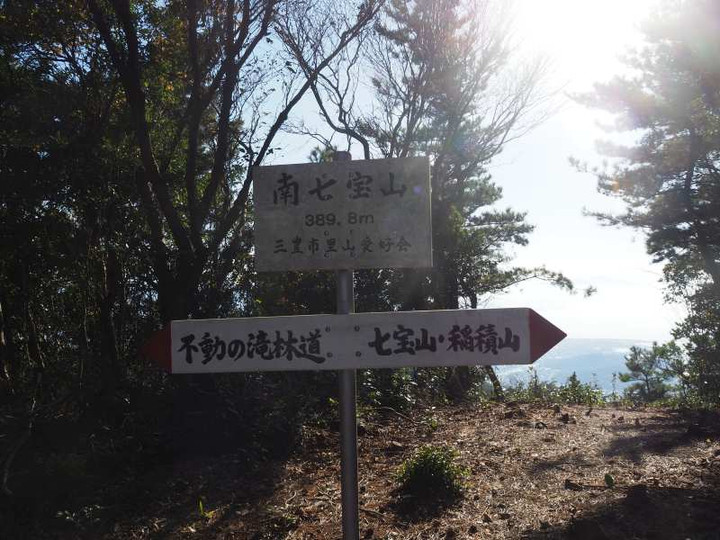 南七宝山
389.8m
三豊市里山愛好会
不動の滝林道
七宝山・稲積山